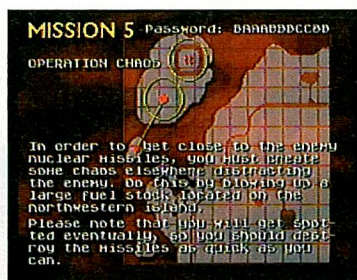 MISSION 5 Password: BAAABBBCCBB
OPERATION CHAOS
In order to get close to the enemy
nuclear missiles, you must create
some chaos elsewhere distracting
the enemy. Do this by blowing up a
large fuel stock located on the
northwestern island.
Please note that you will get spot-
ted eventually, so you should dest-
roy the missiles as quick as you
can.